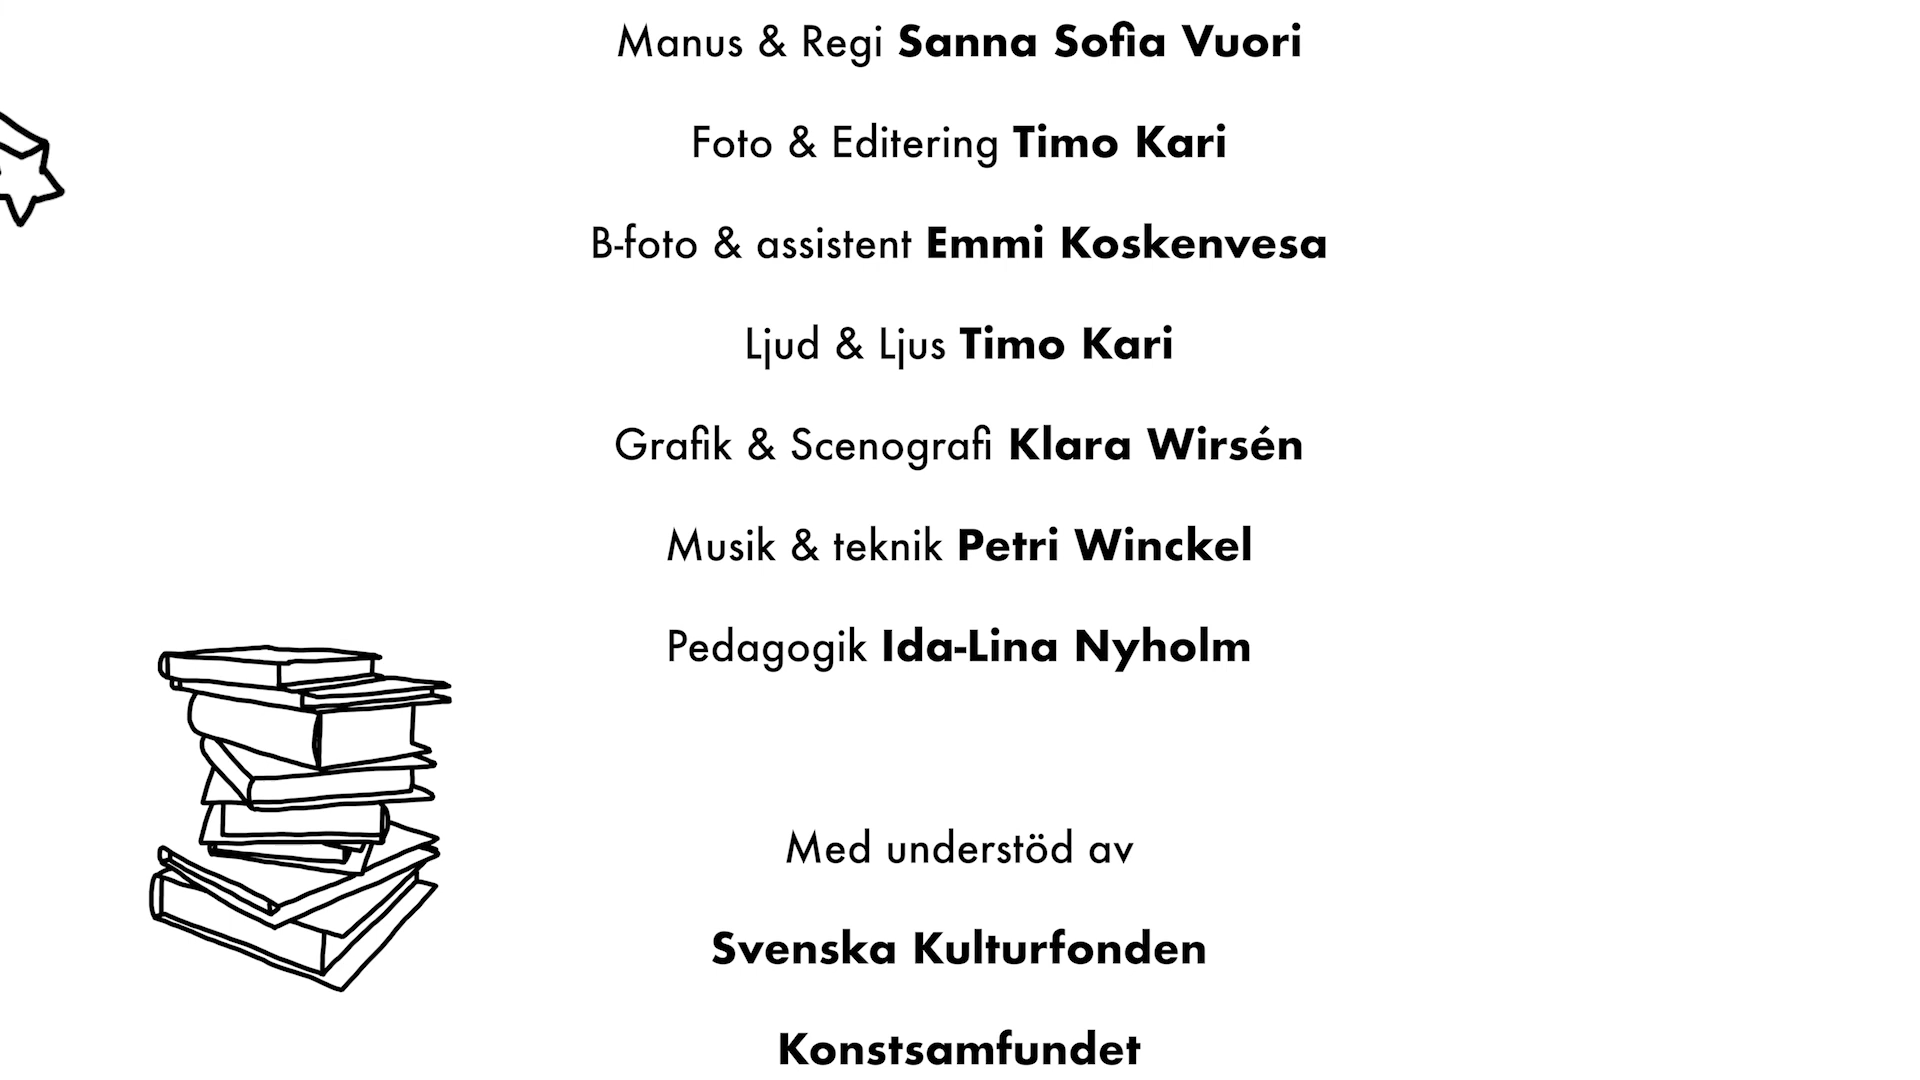 Manus & Regi Sanna Sofia Vuori
Foto & Editering Timo Kari
B-foto & assistent Emmi Koskenvesa
Ljud & Ljus Timo Kari
Grafik & Scenografi Klara Wirsén
Musik & teknik Petri Winckel
Pedagogik Ida-Lina Nyholm
Med understöd av
Svenska Kulturfonden
Konstsamfundet